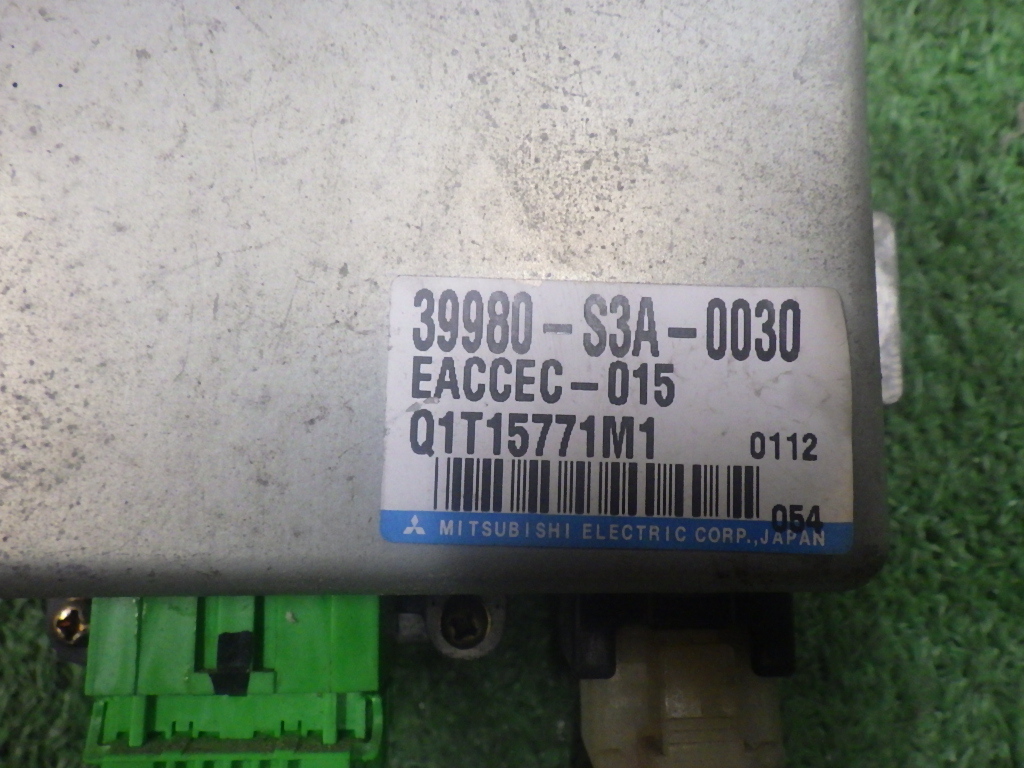 39980-S3A-0030
EACCEC-015
Q1T15771M1 0112
054
MITSUBISHI ELECTRIC CORP.,JAPAN